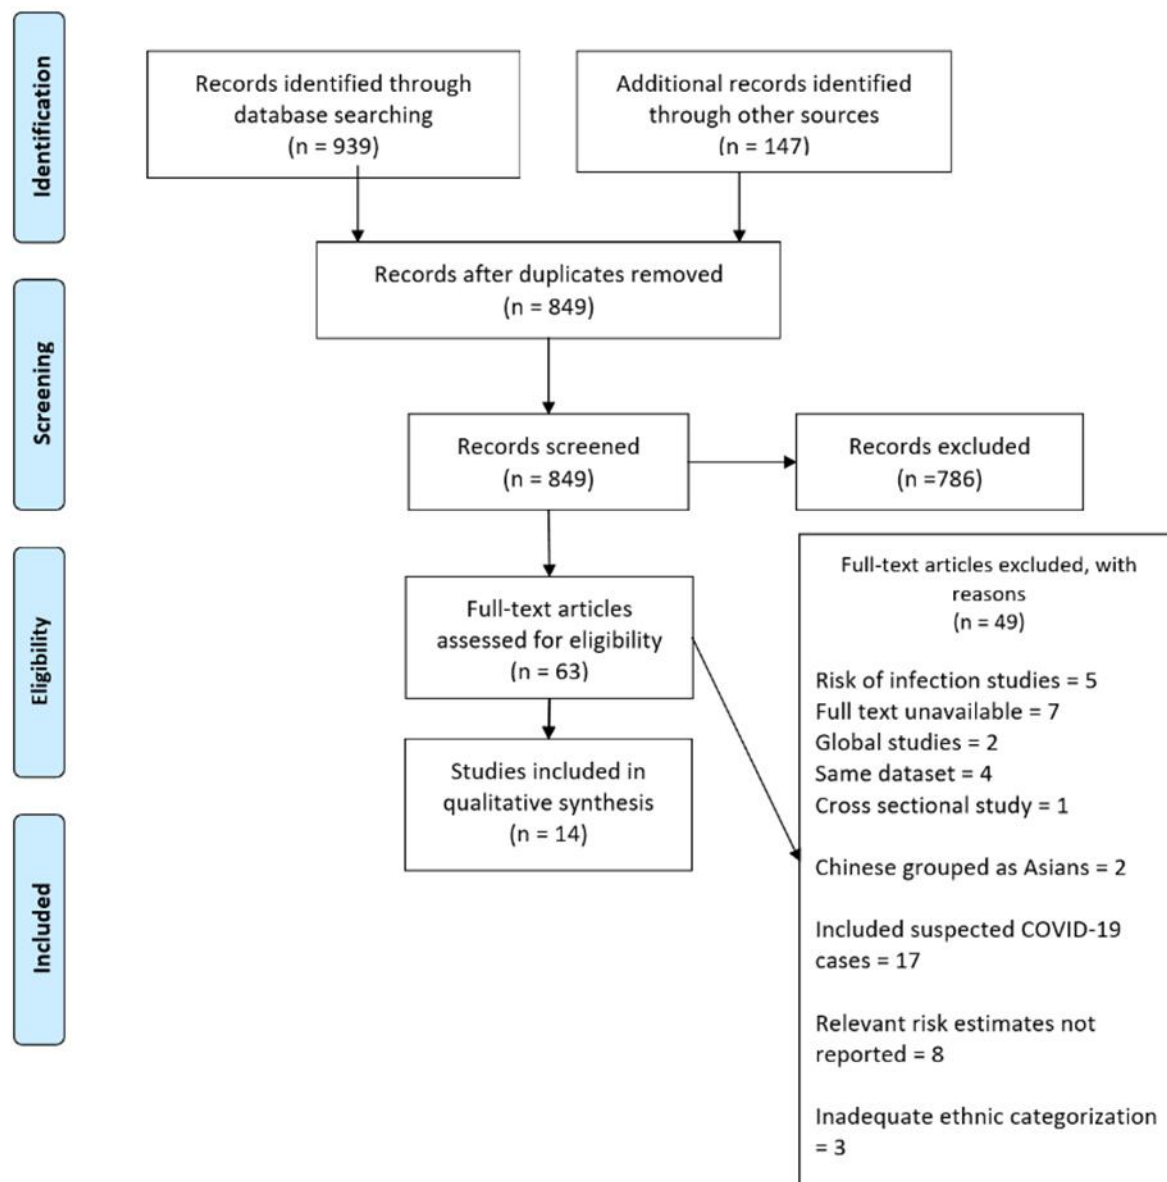 Identification
Records identified through
database searching
(n = 939)
Additional records identified
through other sources
(n = 147)
Records after duplicates removed
(n = 849)
Screening
Records screened
(n = 849)
Records excluded
(n =786)
Eligibility
Full-text articles
assessed for eligibility
(n = 63)
Full-text articles excluded, with
reasons
(n = 49)
Risk of infection studies = 5
Full text unavailable = 7
Global studies = 2
Same dataset = 4
Cross sectional study = 1
Chinese grouped as Asians = 2
Included suspected COVID-19
cases = 17
Relevant risk estimates not
reported = 8
Inadequate ethnic categorization
= 3
Included
Studies included in
qualitative synthesis
(n = 14)